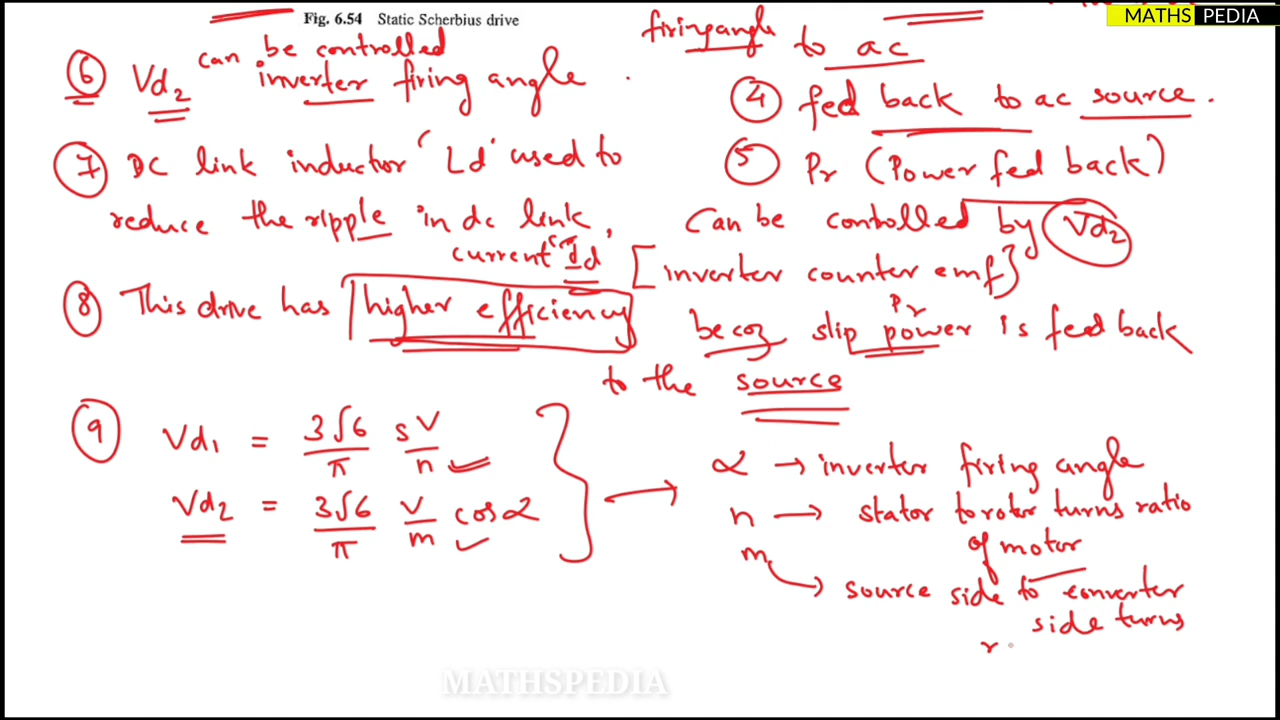 MATHS PEDIA
Fig. 6.54 Static Scherbius drive
⑥ Vd₂ can be controlled
inverter firing angle .
⑦ DC link inductor 'Ld' used to
reduce the ripple in dc link,
current "Id"
⑧ This drive has higher efficiency
firing angle to ac
④ fed back to ac source.
⑤ Pr (Power fed back)
Can be controlled by Vd₂
[inverter counter emf]
becoz slip power Pr is feed back
to the source
⑨ Vd₁ = 3√6/π sV/n
Vd₂ = 3√6/π V/m cosα
α → inverter firing angle
n → stator to rotor turns ratio
of motor
m → source side to converter
side turns
r
MATHSPEDIA